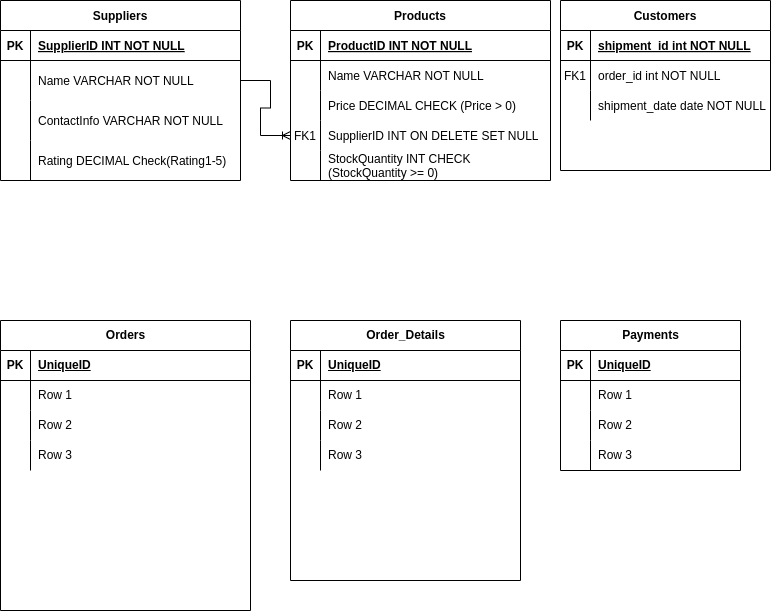 Suppliers
PK SupplierID INT NOT NULL
Name VARCHAR NOT NULL
ContactInfo VARCHAR NOT NULL
Rating DECIMAL Check(Rating1-5)
Products
PK ProductID INT NOT NULL
Name VARCHAR NOT NULL
Price DECIMAL CHECK (Price > 0)
FK1 SupplierID INT ON DELETE SET NULL
StockQuantity INT CHECK
(StockQuantity >= 0)
Customers
PK shipment_id int NOT NULL
FK1 order_id int NOT NULL
shipment_date date NOT NULL
Orders
PK UniqueID
Row 1
Row 2
Row 3
Order_Details
PK UniqueID
Row 1
Row 2
Row 3
Payments
PK UniqueID
Row 1
Row 2
Row 3